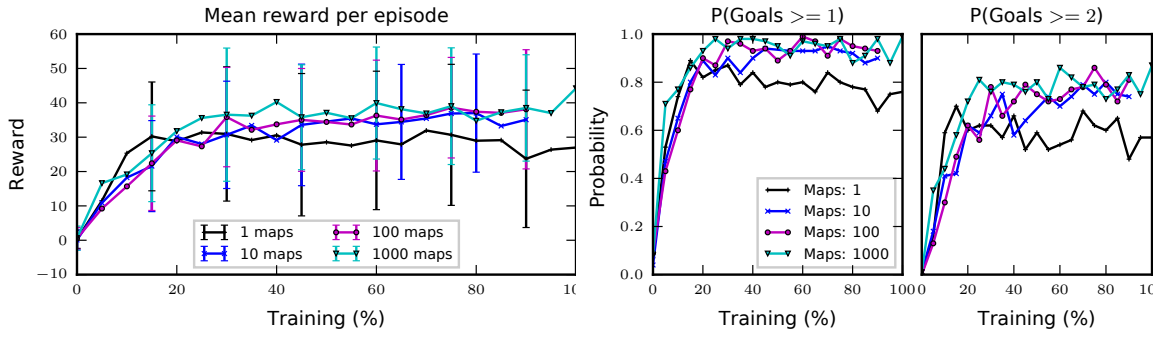 Mean reward per episode
60
50
40
30
20
10
0
−10
Reward
0 20 40 60 80 100
Training (%)
1 maps
10 maps
100 maps
1000 maps
P(Goals >= 1)
1.0
0.8
0.6
0.4
0.2
0.0
Probability
0 20 40 60 80 100
Training (%)
Maps: 1
Maps: 10
Maps: 100
Maps: 1000
P(Goals >= 2)
0 20 40 60 80 100
Training (%)